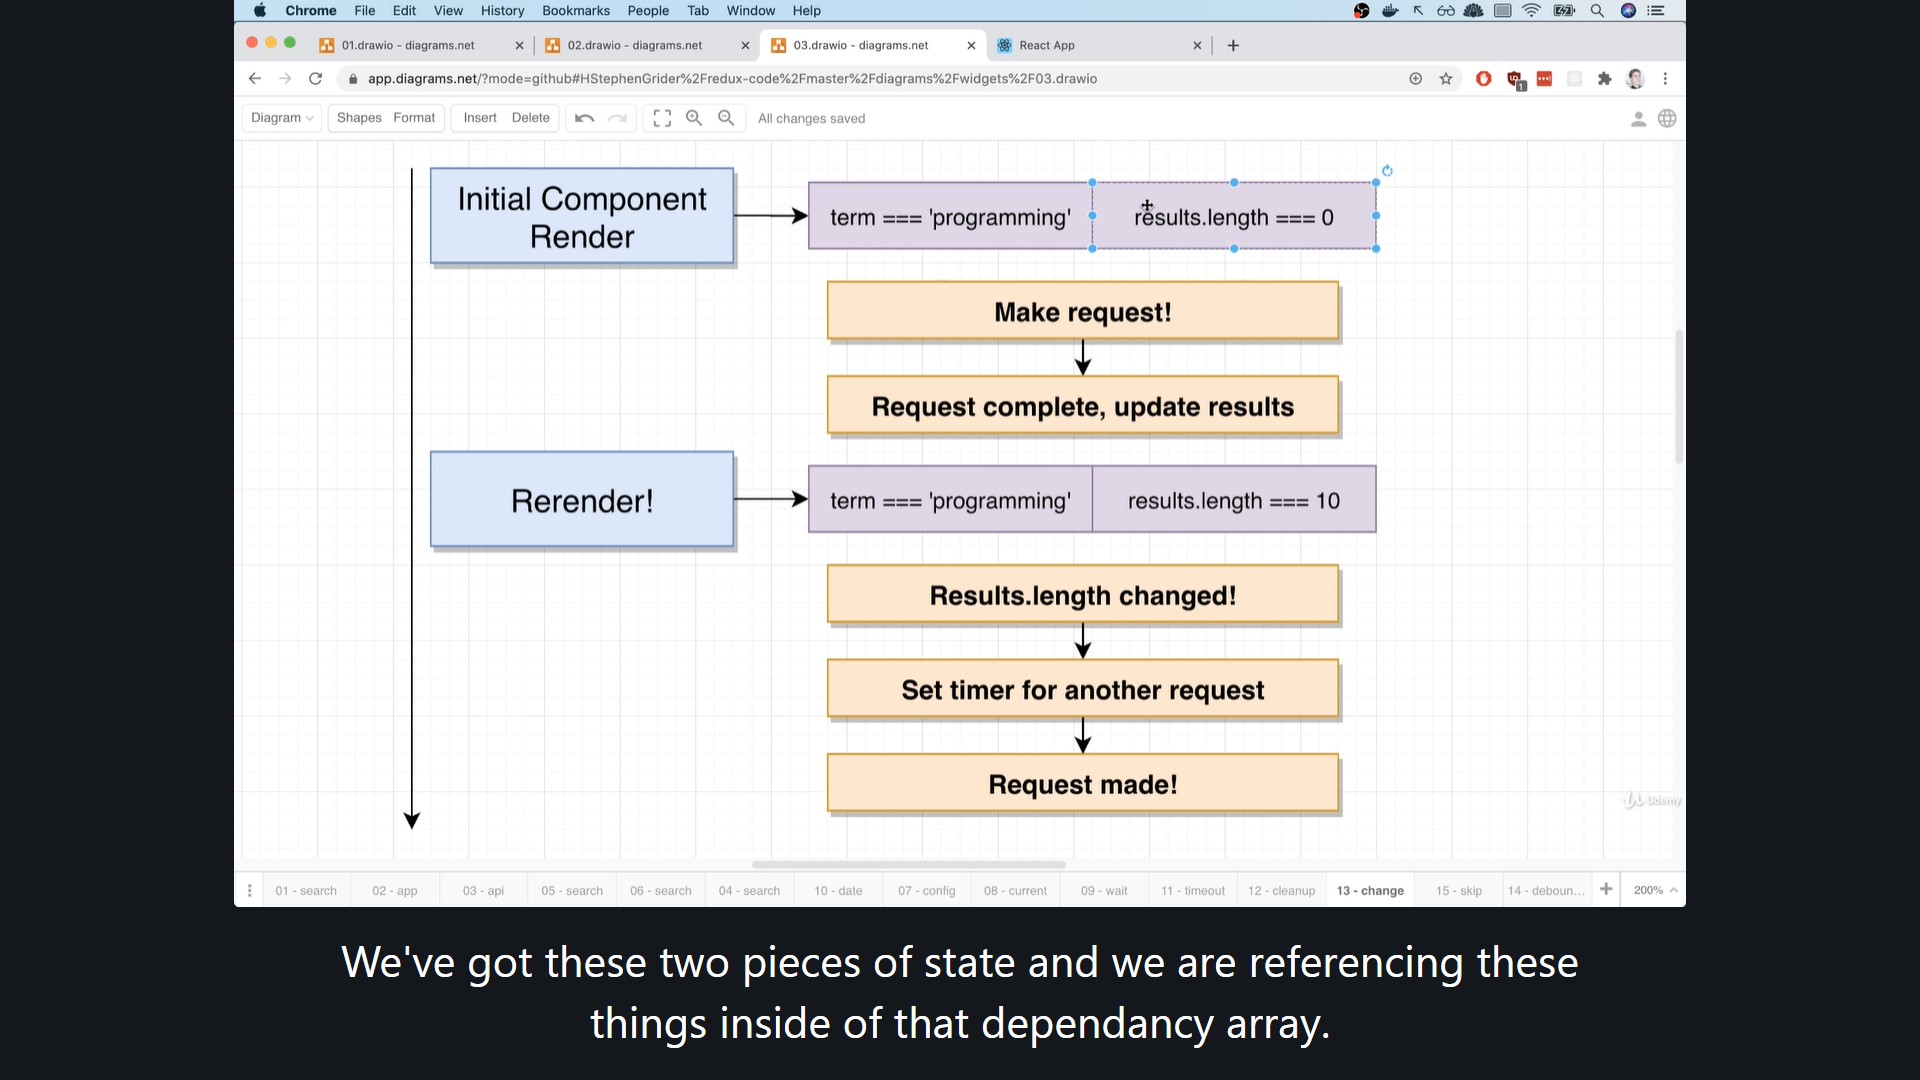 Chrome File Edit View History Bookmarks People Tab Window Help
01.drawio - diagrams.net
02.drawio - diagrams.net
03.drawio - diagrams.net
React App
app.diagrams.net/?mode=github#HStephenGrider%2Fredux-code%2Fmaster%2Fdiagrams%2Fwidgets%2F03.drawio
1
Diagram Shapes Format Insert Delete All changes saved
Initial Component
Render
term === 'programming'
results.length === 0
Make request!
Request complete, update results
Rerender!
term === 'programming'
results.length === 10
Results.length changed!
Set timer for another request
Request made!
Udemy
01 - search 02 - app 03 - api 05 - search 06 - search 04 - search 10 - date 07 - config 08 - current 09 - wait 11 - timeout 12 - cleanup 13 - change 15 - skip 14 - deboun... 200%
We've got these two pieces of state and we are referencing these
things inside of that dependancy array.